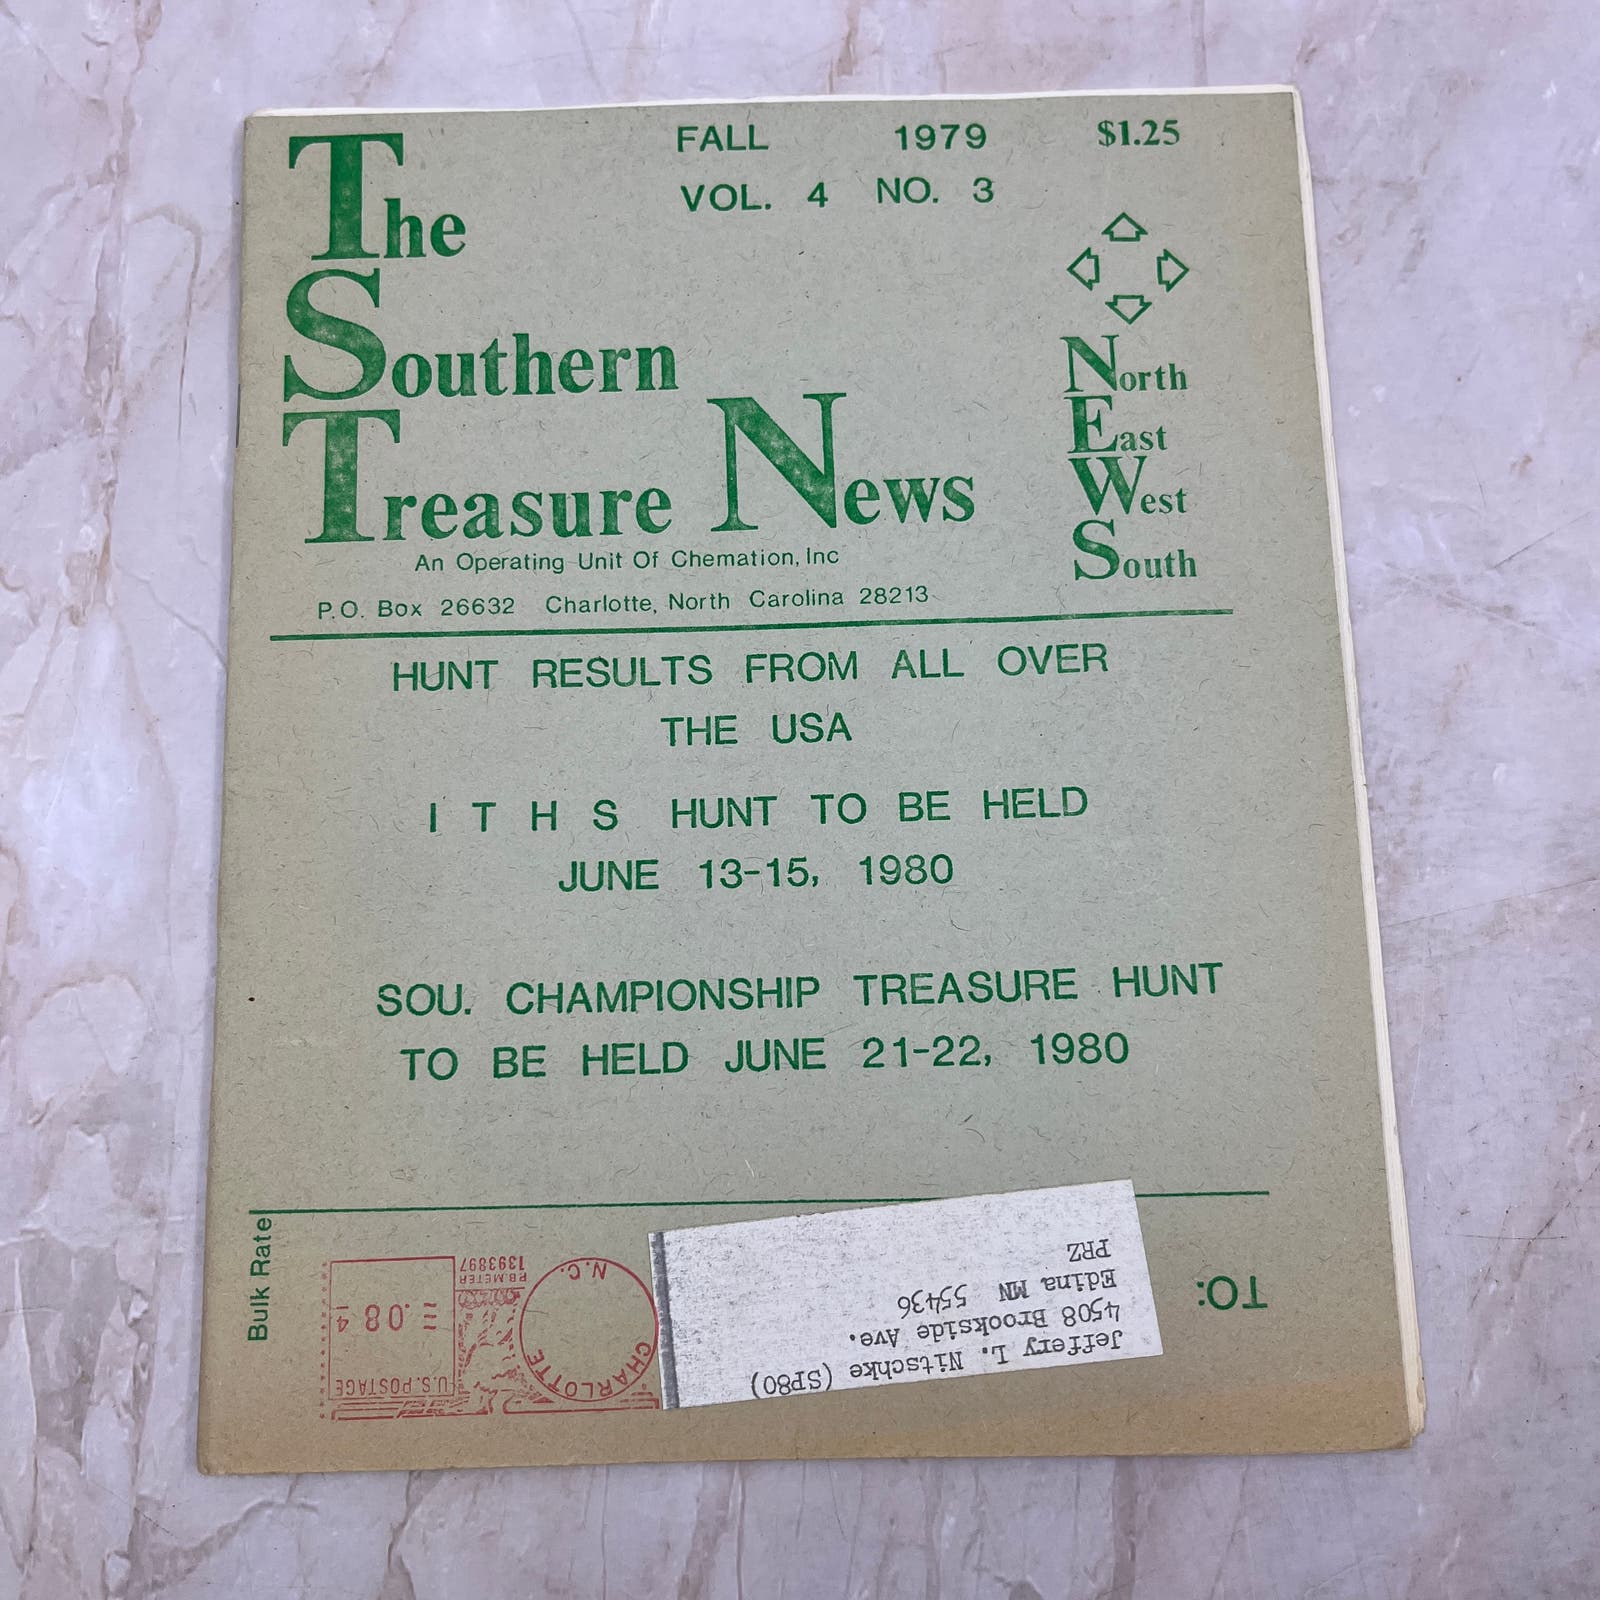 FALL 1979 $1.25
VOL. 4 NO. 3
The
Southern
Treasure News
An Operating Unit Of Chemation, Inc
P.O. Box 26632 Charlotte, North Carolina 28213
North
East
West
South
HUNT RESULTS FROM ALL OVER
THE USA
I T H S HUNT TO BE HELD
JUNE 13-15, 1980
SOU. CHAMPIONSHIP TREASURE HUNT
TO BE HELD JUNE 21-22, 1980
Bulk Rate
TO:
Jeffery L. Nitschke (SP80)
4508 Brookside Ave.
Edina MN 55436
PRZ
CHARLOTTE
N.C.
U.S. POSTAGE
.08 4
P.B. METER
1393897